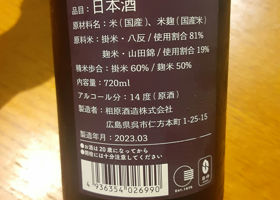 品目：日本酒
原材料名：米（国産）、米麹（国産米）
原料米：掛米・八反／使用割合 81%
麹米・山田錦／使用割合 19%
精米歩合：掛米 60%／麹米 50%
内容量：720ml
アルコール分：14度（原酒）
製造者：相原酒造株式会社
広島県呉市仁方本町 1-25-15
製造年月：2023.03
●お酒は20歳になってから
●開栓には十分注意してください
4 936354 026990